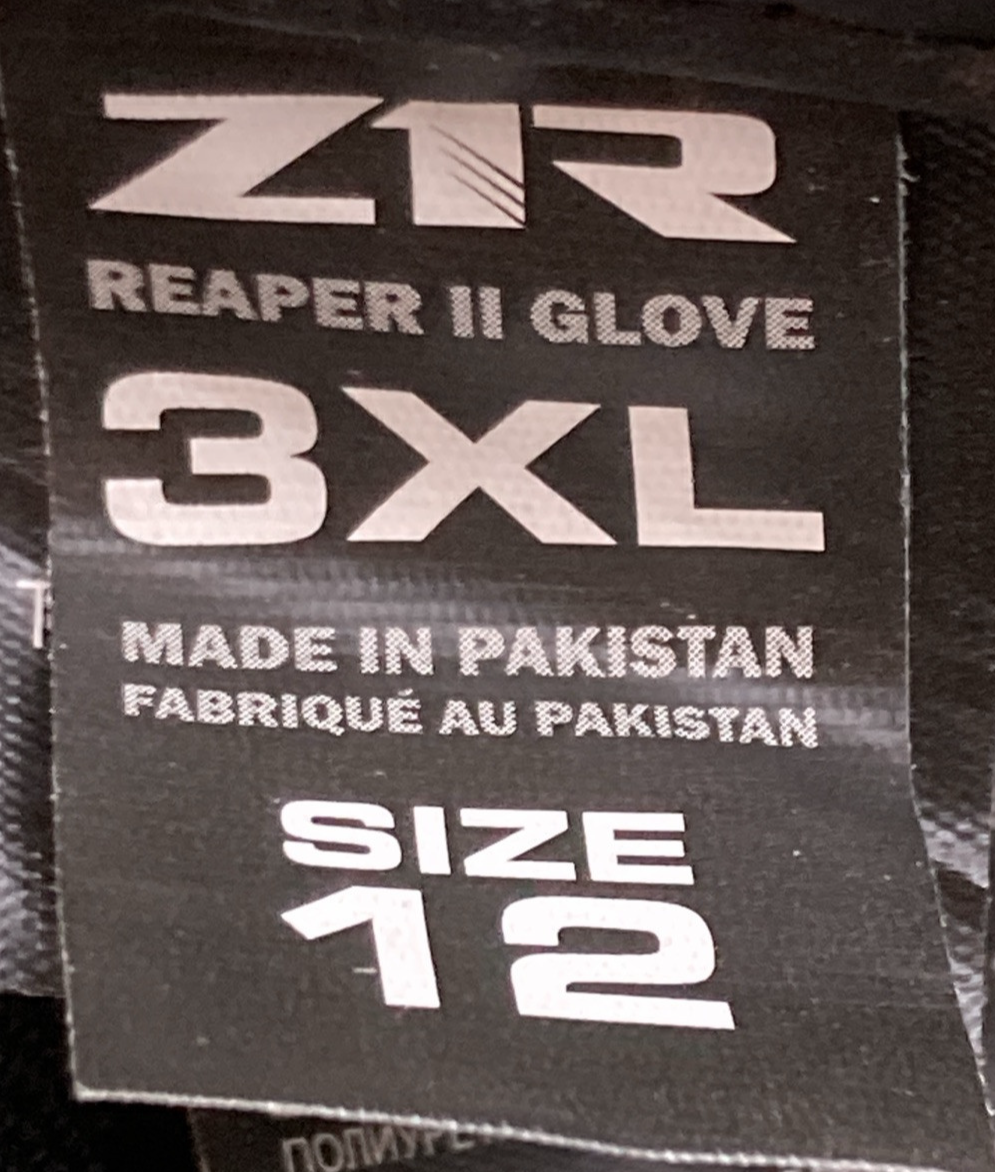 Z1R
REAPER II GLOVE
3XL
MADE IN PAKISTAN
FABRIQUÉ AU PAKISTAN
SIZE
12